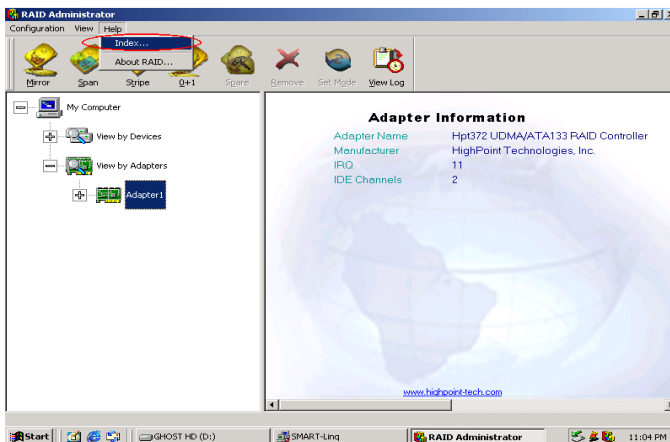 RAID Administrator
Configuration View Help
Index...
About RAID...
Mirror Span Stripe 0+1 Spare Remove Set Mode View Log
My Computer
View by Devices
View by Adapters
Adapter1
Adapter Information
Adapter Name Hpt372 UDMA/ATA133 RAID Controller
Manufacturer HighPoint Technologies, Inc.
IRQ 11
IDE Channels 2
www.highpoint-tech.com
Start GHOST HD (D:) SMART-Linq RAID Administrator 11:04 PM